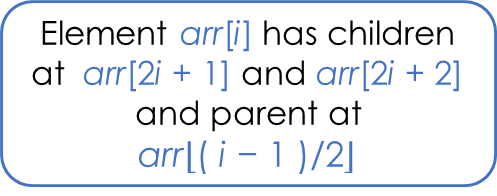 Element arr[i] has children
at arr[2i + 1] and arr[2i + 2]
and parent at
arr⌊( i − 1 )/2⌋